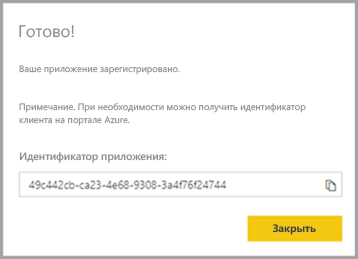 Готово!
Ваше приложение зарегистрировано.
Примечание. При необходимости можно получить идентификатор
клиента на портале Azure.
Идентификатор приложения:
49c442cb-ca23-4e68-9308-3a4f76f24744
Закрыть